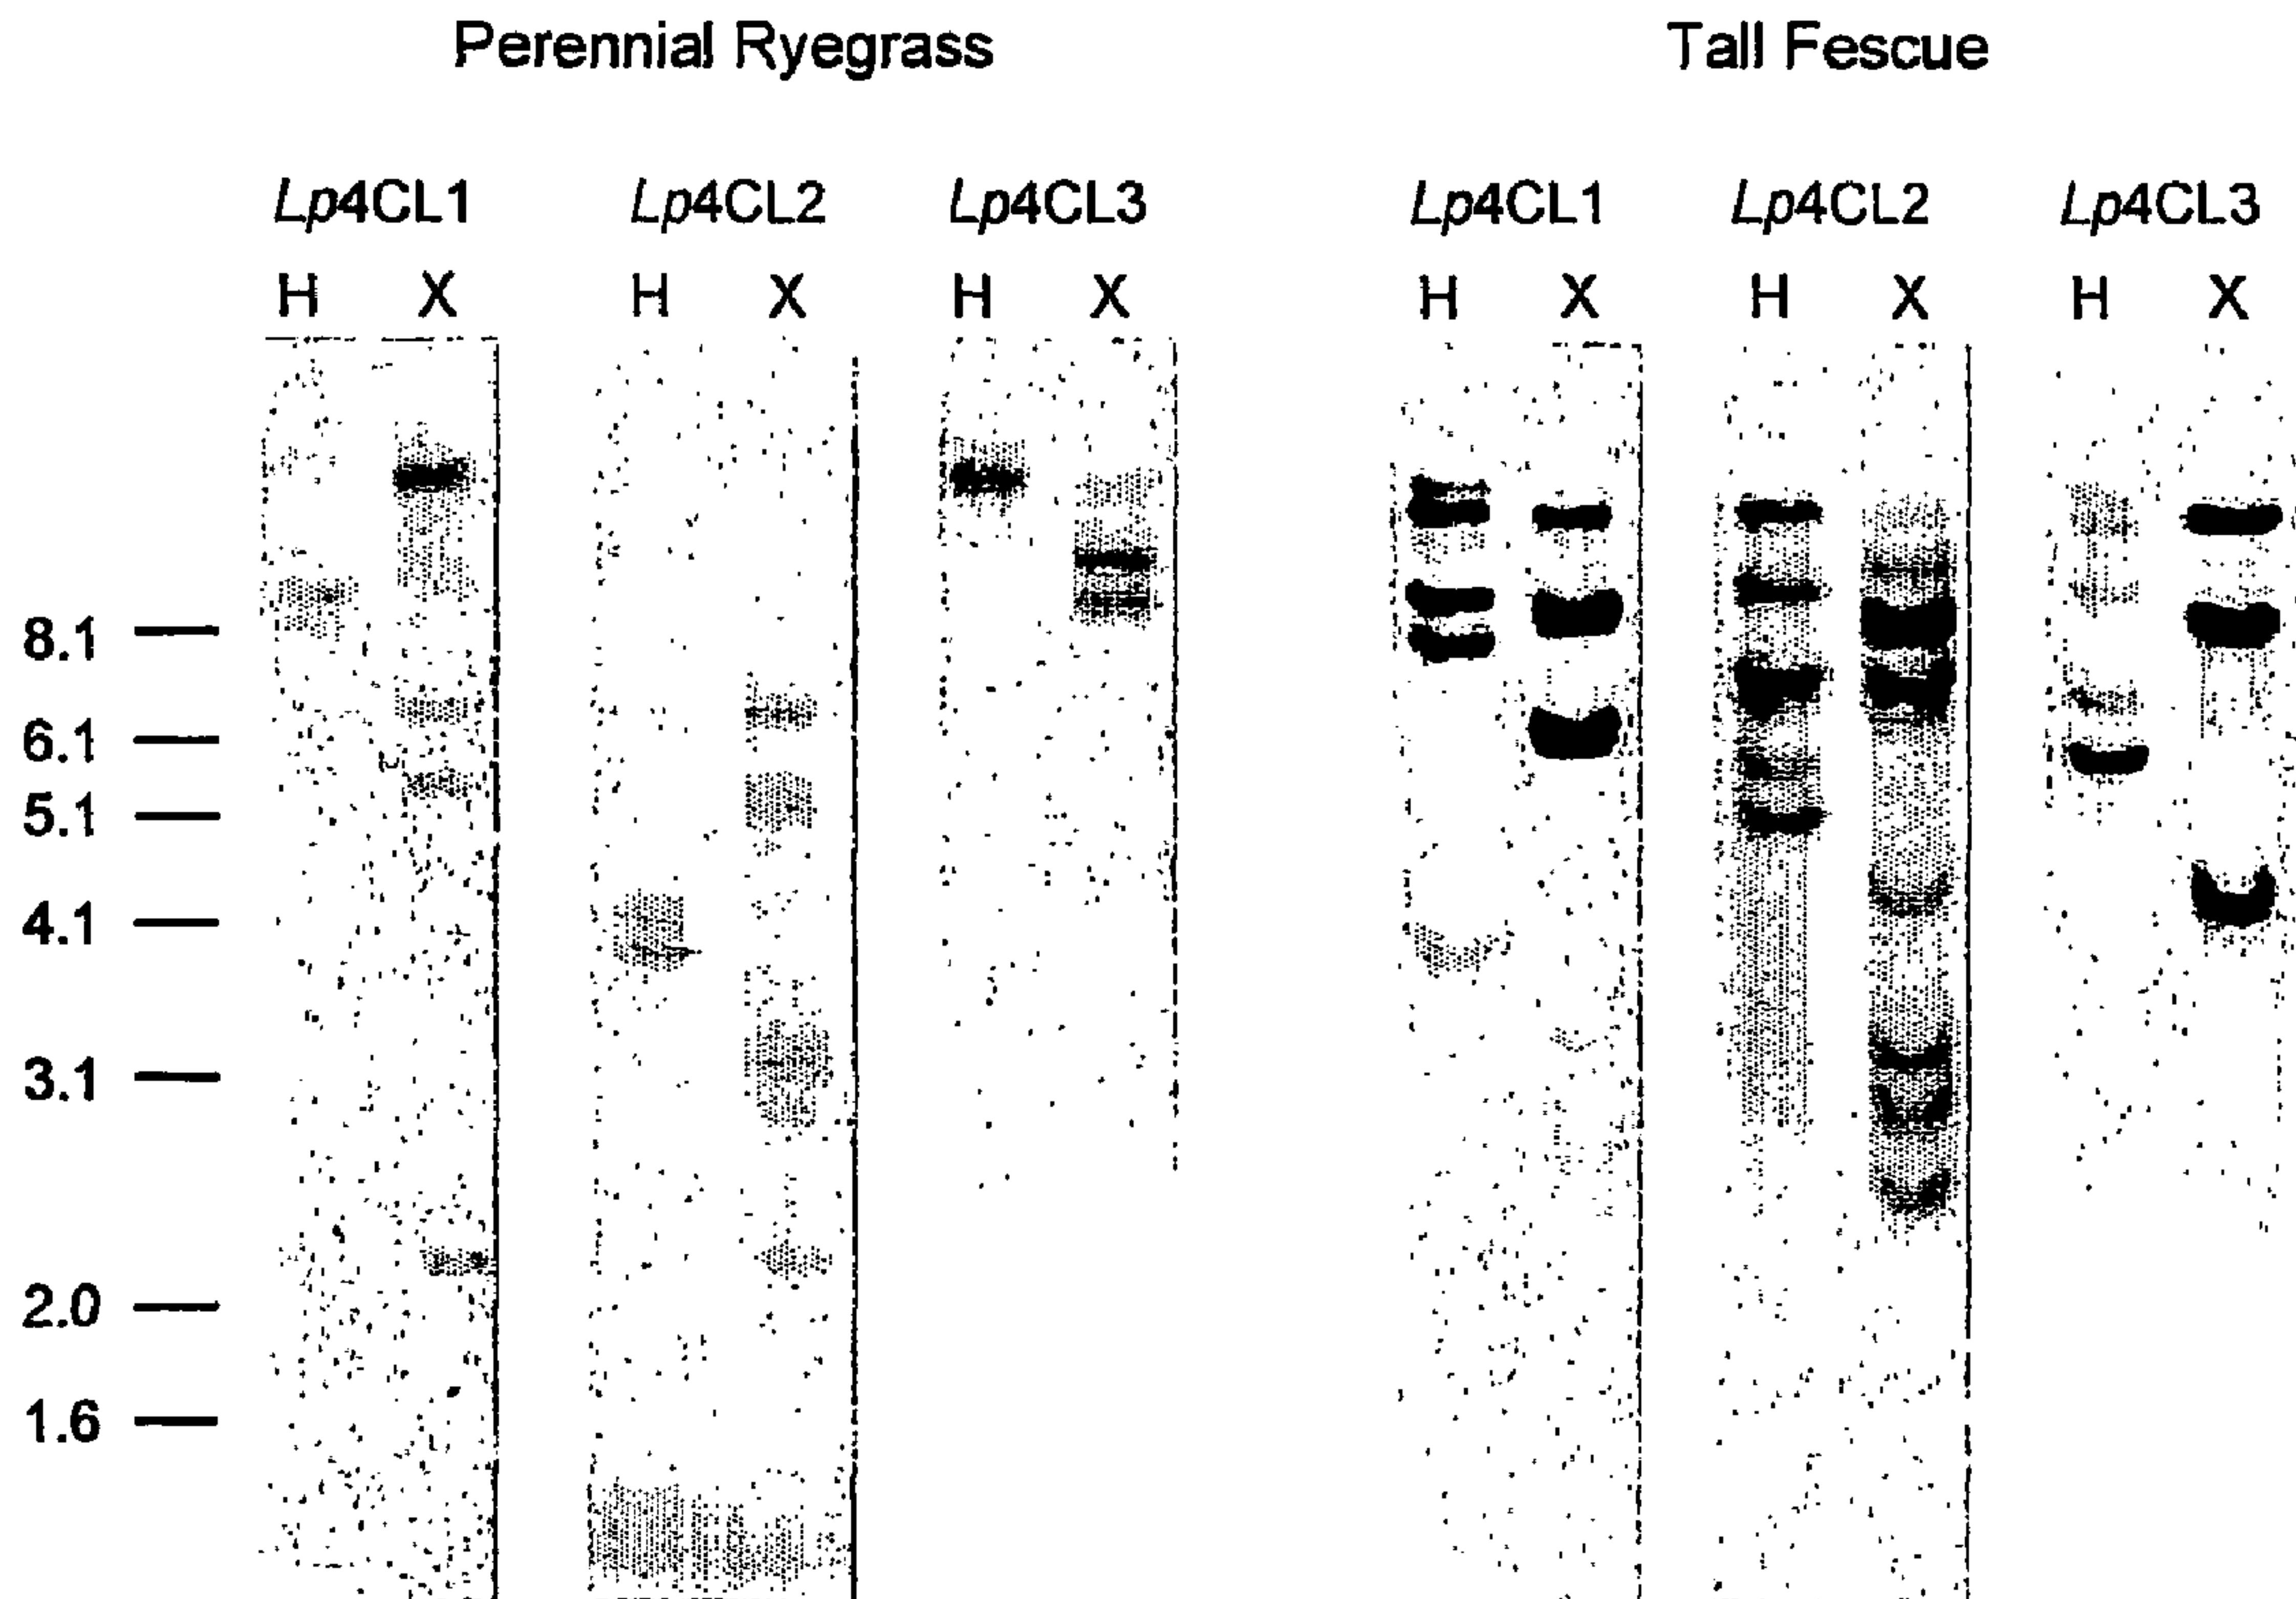 Perennial Ryegrass Tall Fescue
Lp4CL1 Lp4CL2 Lp4CL3 Lp4CL1 Lp4CL2 Lp4CL3
H X H X H X H X H X H X
8.1
6.1
5.1
4.1
3.1
2.0
1.6